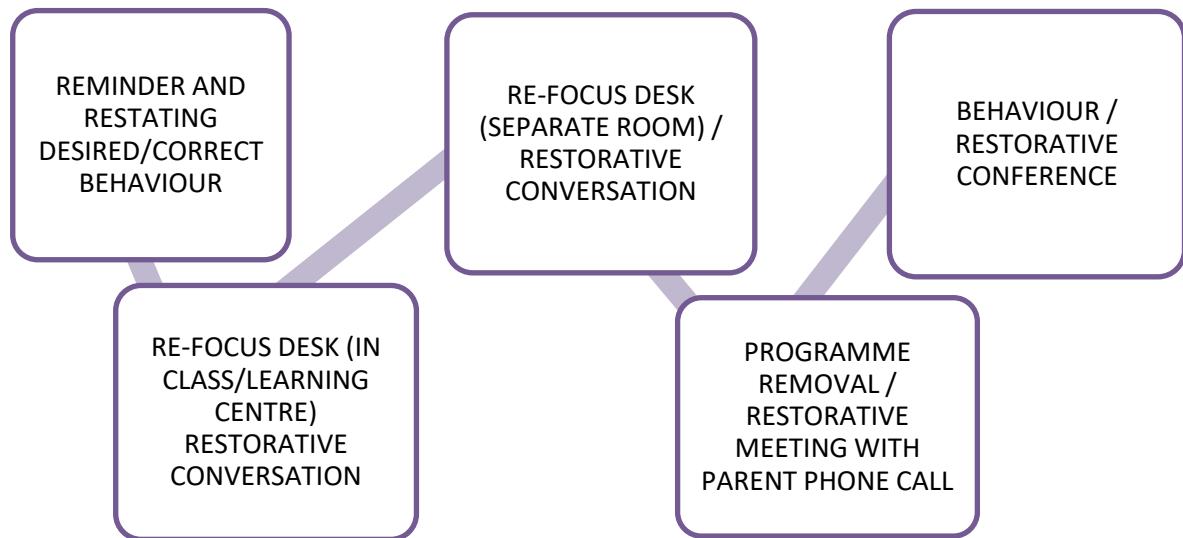 REMINDER AND
RESTATING
DESIRED/CORRECT
BEHAVIOUR
RE-FOCUS DESK (IN
CLASS/LEARNING
CENTRE)
RESTORATIVE
CONVERSATION
RE-FOCUS DESK
(SEPARATE ROOM) /
RESTORATIVE
CONVERSATION
PROGRAMME
REMOVAL /
RESTORATIVE
MEETING WITH
PARENT PHONE CALL
BEHAVIOUR /
RESTORATIVE
CONFERENCE